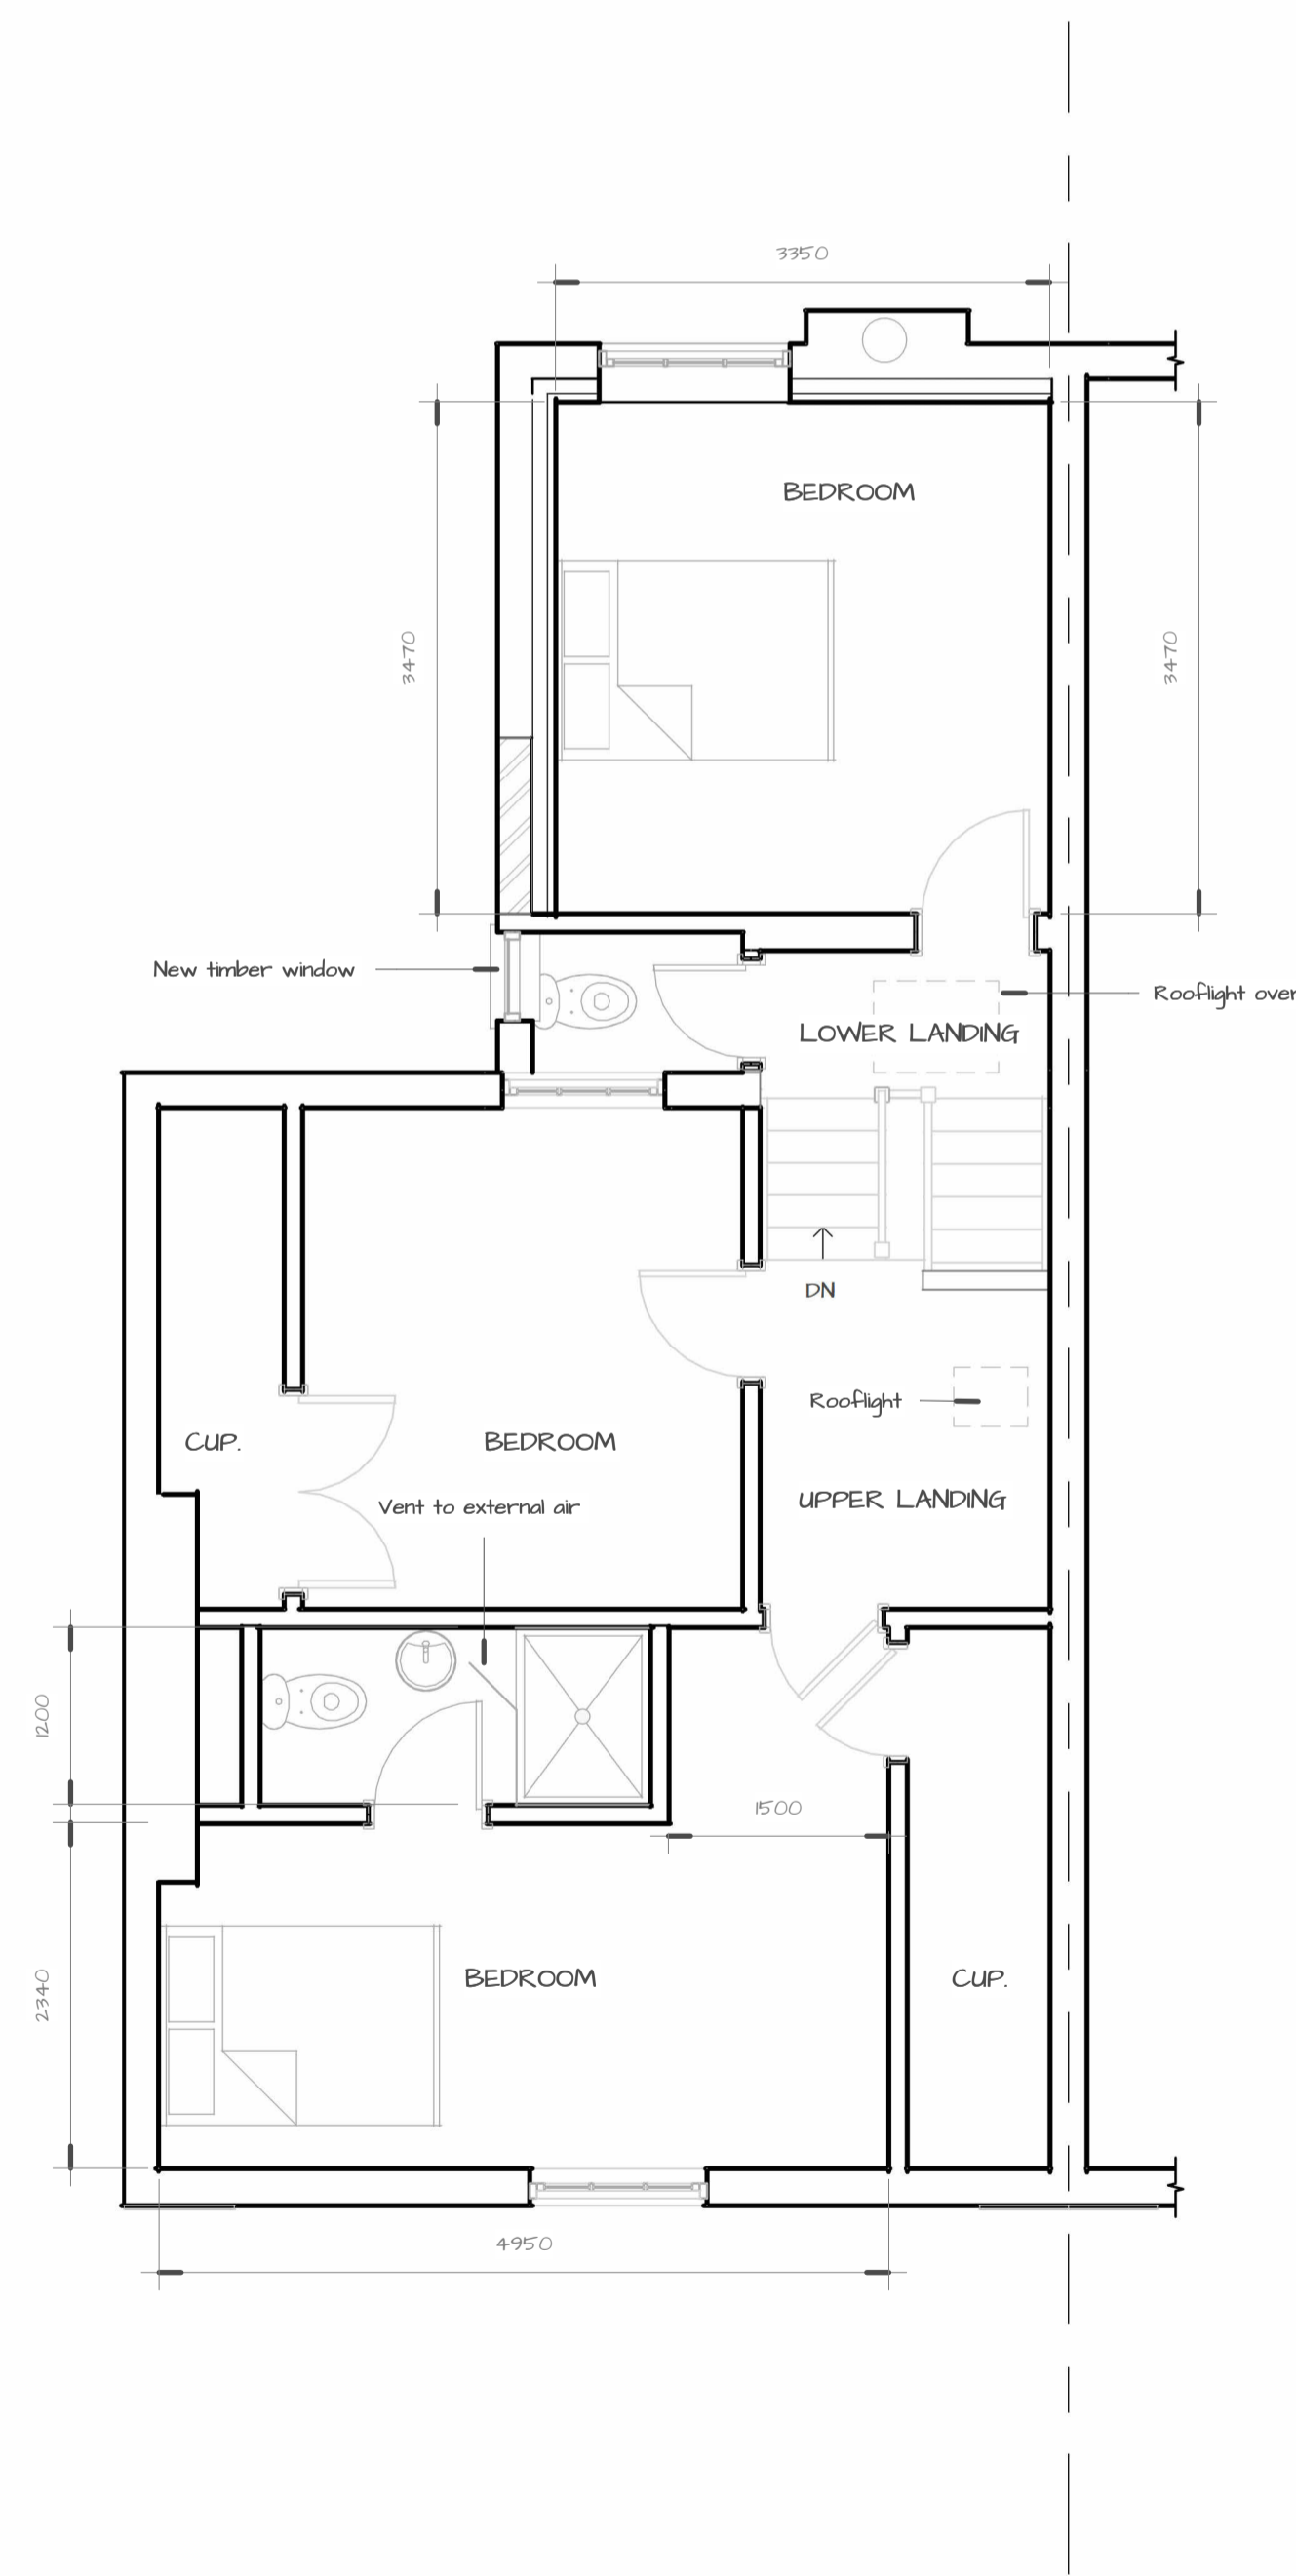 3350
BEDROOM
3470
3470
New timber window
Rooflight over
LOWER LANDING
DN
Rooflight
CUP.
BEDROOM
Vent to external air
UPPER LANDING
1200
1500
BEDROOM
CUP.
2340
4950